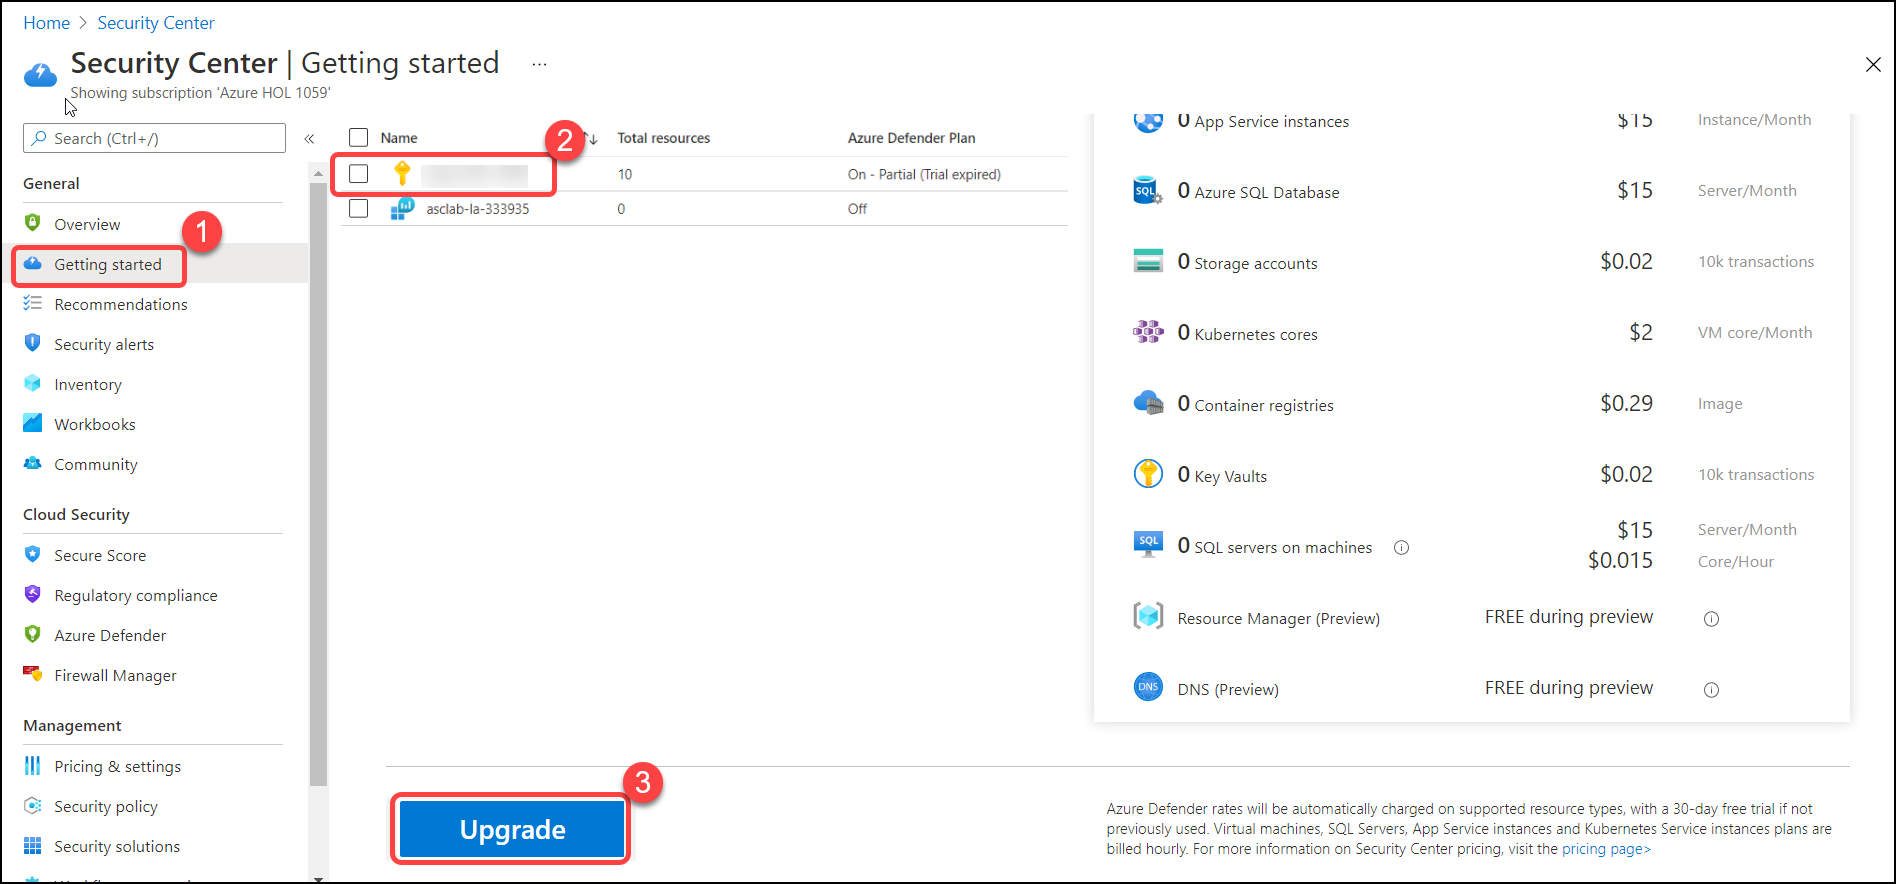 Home > Security Center
Security Center | Getting started ...
Showing subscription 'Azure HOL 1059'
Search (Ctrl+/)
«
General
Overview
1
Getting started
Recommendations
Security alerts
Inventory
Workbooks
Community
Cloud Security
Secure Score
Regulatory compliance
Azure Defender
Firewall Manager
Management
Pricing & settings
Security policy
Security solutions
Name 2 ↑↓ Total resources Azure Defender Plan
10 On - Partial (Trial expired)
asclab-la-333935 0 Off
0 App Service instances $15 Instance/Month
SQL 0 Azure SQL Database $15 Server/Month
0 Storage accounts $0.02 10k transactions
0 Kubernetes cores $2 VM core/Month
0 Container registries $0.29 Image
0 Key Vaults $0.02 10k transactions
SQL 0 SQL servers on machines $15 Server/Month
$0.015 Core/Hour
Resource Manager (Preview) FREE during preview
DNS DNS (Preview) FREE during preview
3
Upgrade
Azure Defender rates will be automatically charged on supported resource types, with a 30-day free trial if not
previously used. Virtual machines, SQL Servers, App Service instances and Kubernetes Service instances plans are
billed hourly. For more information on Security Center pricing, visit the pricing page>